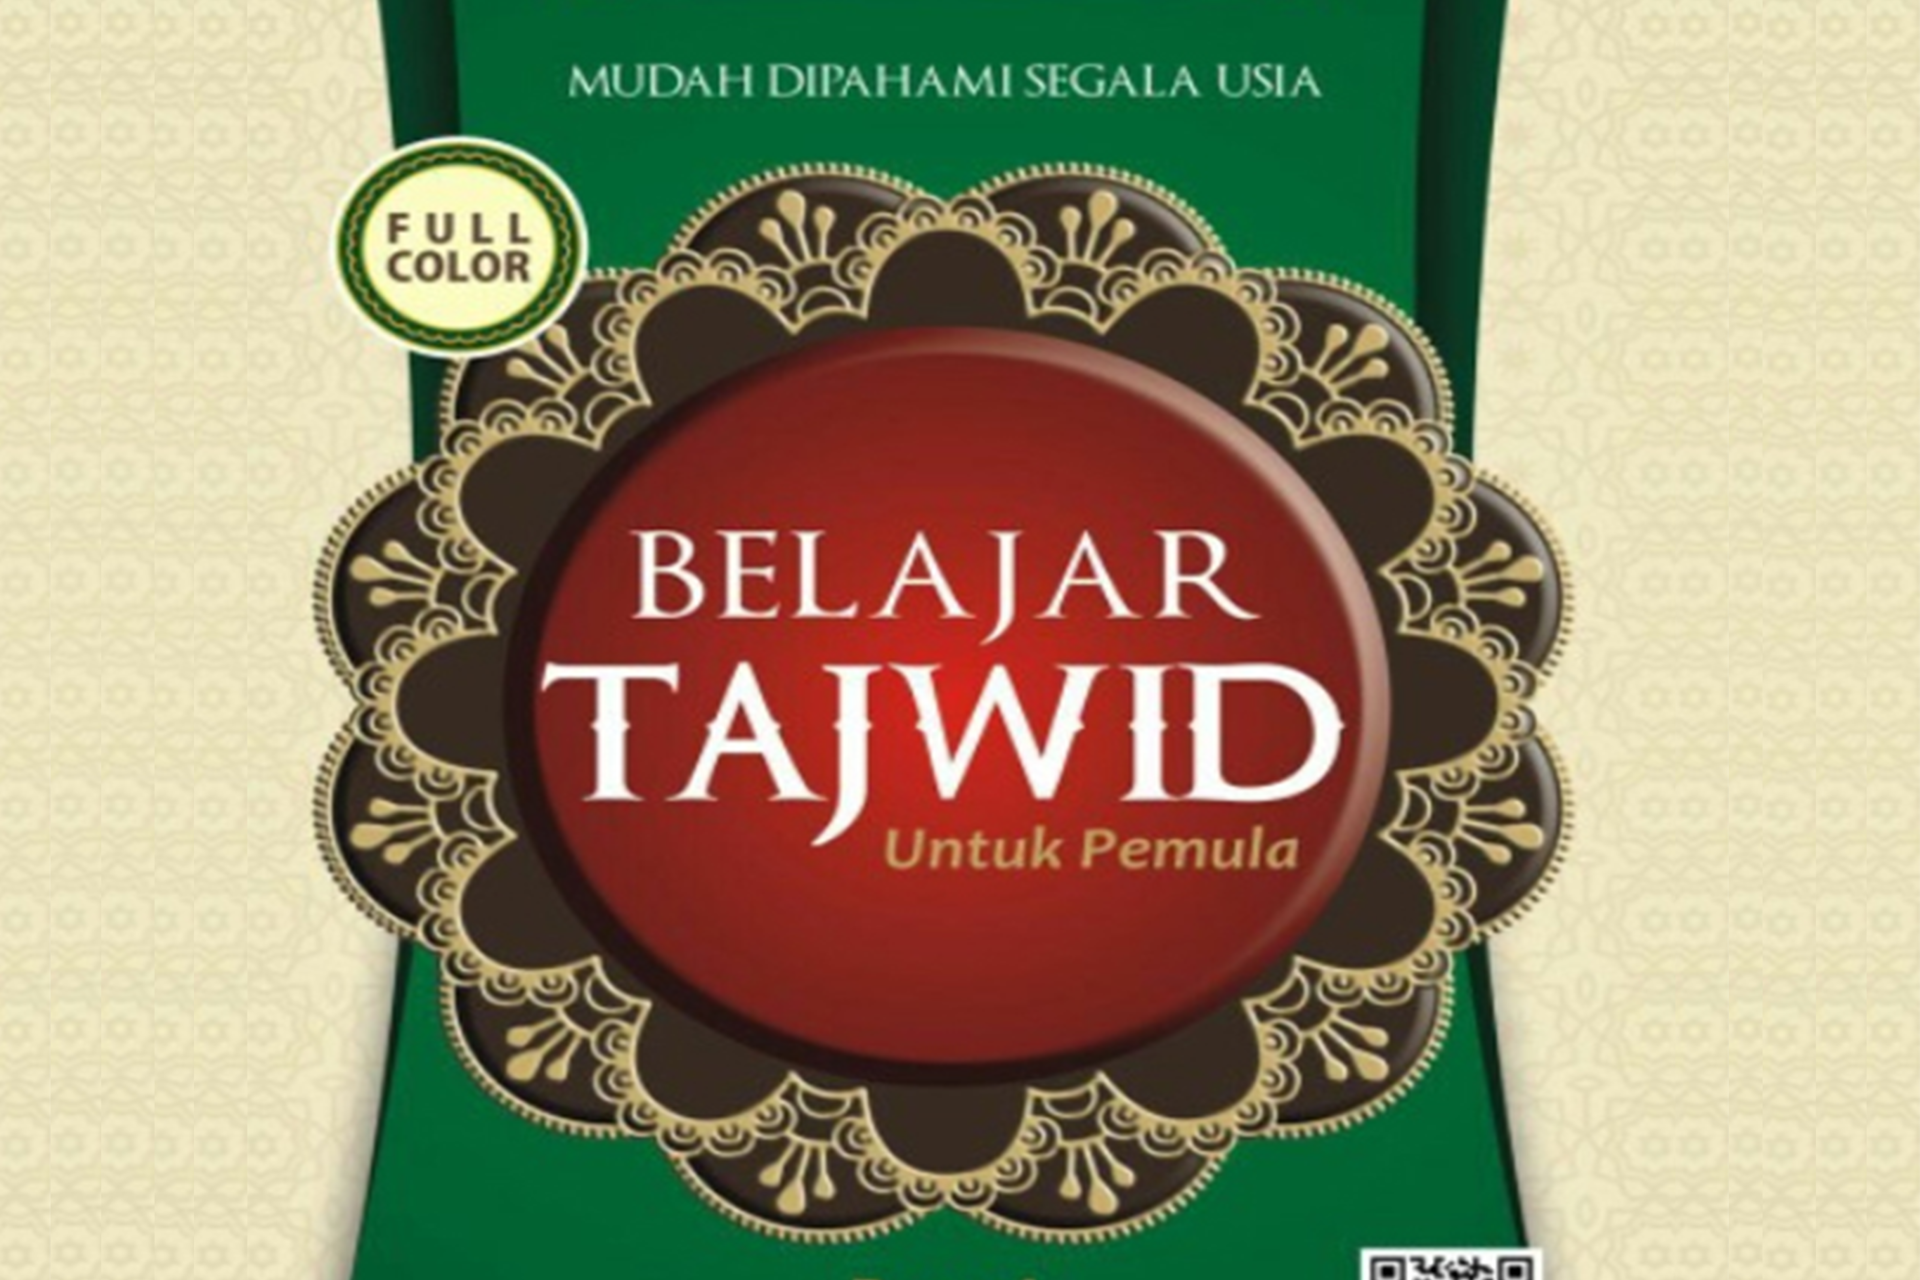 MUDAH DIPAHAMI SEGALA USIA
FULL
COLOR
BELAJAR
TAJWID
Untuk Pemula